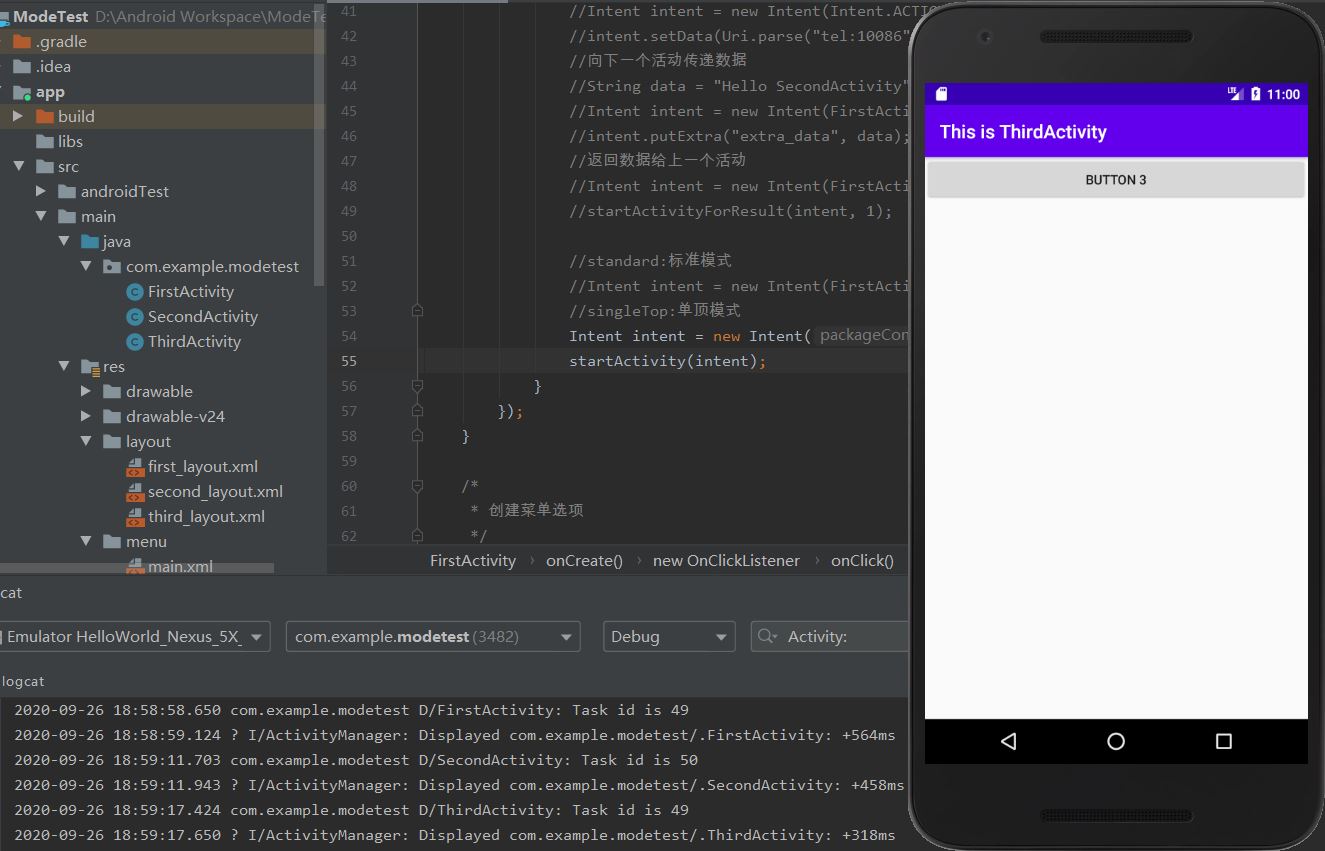 ModeTest D:\Android Workspace\ModeTe
.gradle
.idea
app
build
libs
src
androidTest
main
java
com.example.modetest
FirstActivity
SecondActivity
ThirdActivity
res
drawable
drawable-v24
layout
first_layout.xml
second_layout.xml
third_layout.xml
menu
main.xml
41 //Intent intent = new Intent(Intent.ACTIO
42 //intent.setData(Uri.parse("tel:10086"
43 //向下一个活动传递数据
44 //String data = "Hello SecondActivity"
45 //Intent intent = new Intent(FirstActi
46 //intent.putExtra("extra_data", data);
47 //返回数据给上一个活动
48 //Intent intent = new Intent(FirstActi
49 //startActivityForResult(intent, 1);
50
51 //standard:标准模式
52 //Intent intent = new Intent(FirstActi
53 //singleTop:单顶模式
54 Intent intent = new Intent( packageCon
55 startActivity(intent);
56 }
57 });
58 }
59
60 /*
61 * 创建菜单选项
62 */
FirstActivity › onCreate() › new OnClickListener › onClick()
cat
Emulator HelloWorld_Nexus_5X_ com.example.modetest (3482) Debug Activity:
logcat
2020-09-26 18:58:58.650 com.example.modetest D/FirstActivity: Task id is 49
2020-09-26 18:58:59.124 ? I/ActivityManager: Displayed com.example.modetest/.FirstActivity: +564ms
2020-09-26 18:59:11.703 com.example.modetest D/SecondActivity: Task id is 50
2020-09-26 18:59:11.943 ? I/ActivityManager: Displayed com.example.modetest/.SecondActivity: +458ms
2020-09-26 18:59:17.424 com.example.modetest D/ThirdActivity: Task id is 49
2020-09-26 18:59:17.650 ? I/ActivityManager: Displayed com.example.modetest/.ThirdActivity: +318ms
LTE 11:00
This is ThirdActivity
BUTTON 3